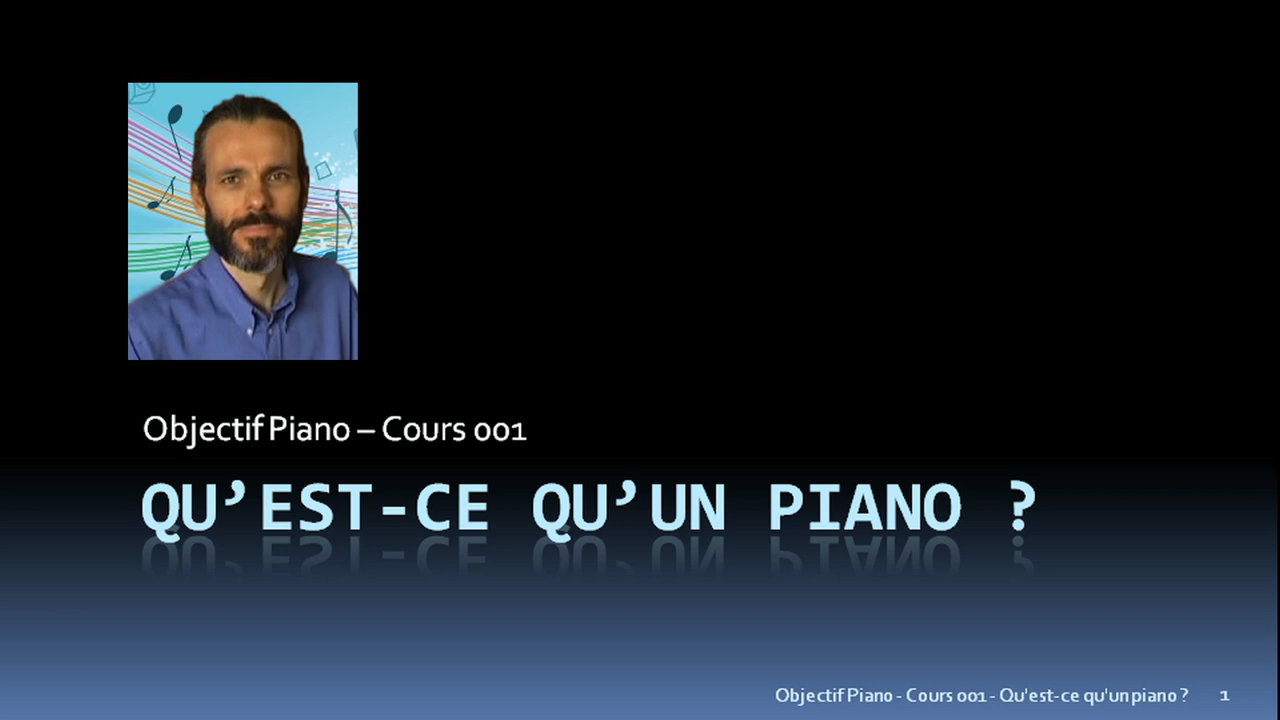 Objectif Piano – Cours 001
QU’EST-CE QU’UN PIANO ?
Objectif Piano - Cours 001 - Qu'est-ce qu'un piano ? 1